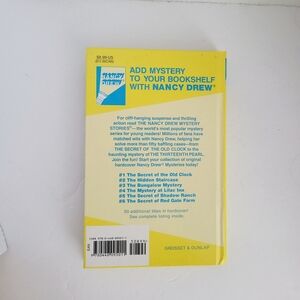 $5.99 US
NANCY
DREW
ADD MYSTERY
TO YOUR BOOKSHELF
WITH NANCY DREW®
For cliff-hanging suspense and thrilling
action read THE NANCY DREW MYSTERY
STORIES®—the world's most popular mystery
series for young readers! Millions of fans have
matched wits with Nancy Drew, helping her
solve more than fifty baffling cases—from
THE SECRET OF THE OLD CLOCK to the
haunting mystery of THE THIRTEENTH PEARL.
Join the fun! Start your collection of original
hardcover Nancy Drew® Mysteries today!
#1 The Secret of the Old Clock
#2 The Hidden Staircase
#3 The Bungalow Mystery
#4 The Mystery at Lilac Inn
#5 The Secret of Shadow Ranch
#6 The Secret of Red Gate Farm
50 additional titles in hardcover!
See complete listing inside.
GROSSET & DUNLAP